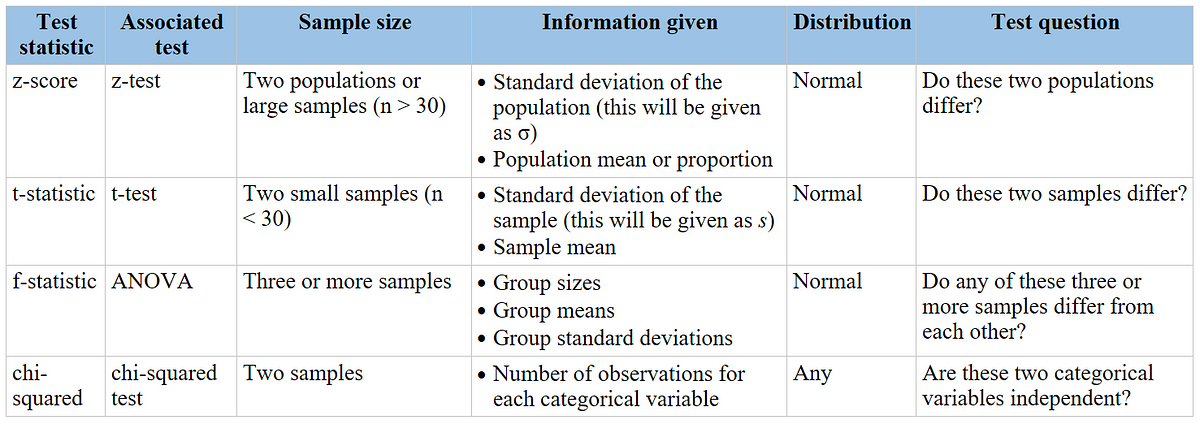 Test statistic
Associated test
Sample size
Information given
Distribution
Test question
z-score
z-test
Two populations or
large samples (n > 30)
• Standard deviation of the
population (this will be given
as σ)
• Population mean or proportion
Normal
Do these two populations
differ?
t-statistic
t-test
Two small samples (n
< 30)
• Standard deviation of the
sample (this will be given as s)
• Sample mean
Normal
Do these two samples differ?
f-statistic
ANOVA
Three or more samples
• Group sizes
• Group means
• Group standard deviations
Normal
Do any of these three or
more samples differ from
each other?
chi-
squared
chi-squared
test
Two samples
• Number of observations for
each categorical variable
Any
Are these two categorical
variables independent?